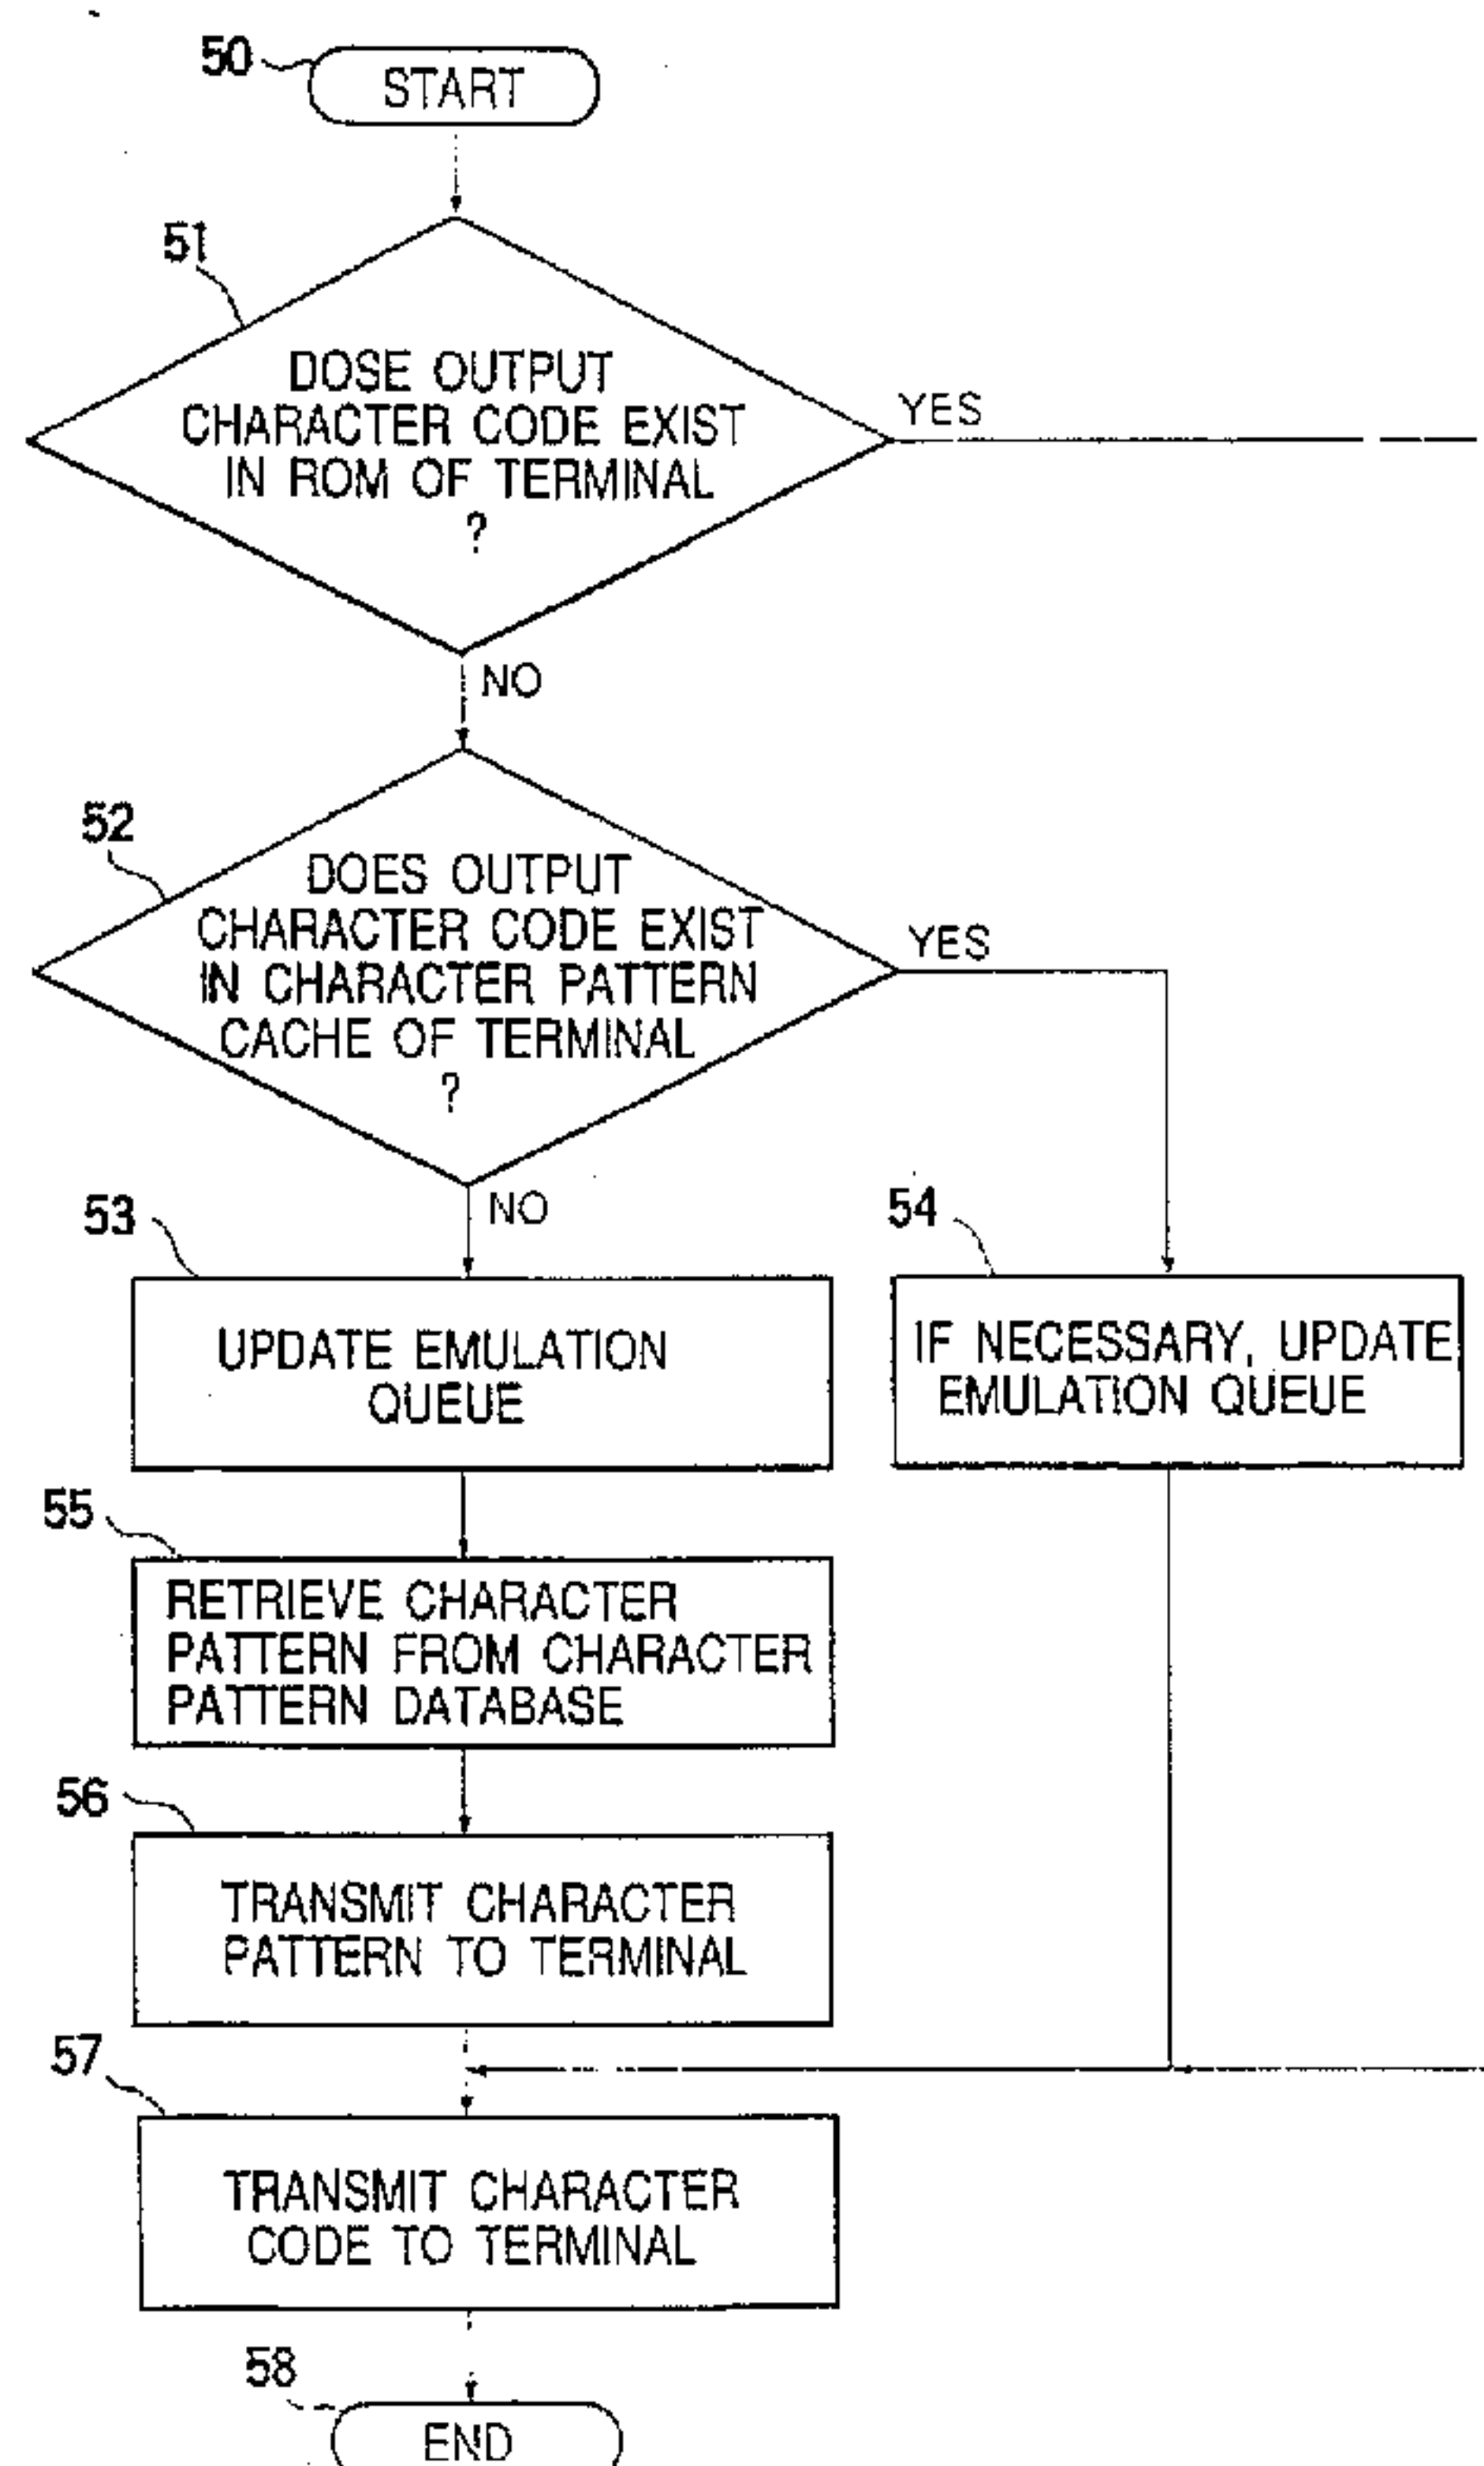 50
START
51
DOSE OUTPUT
CHARACTER CODE EXIST
IN ROM OF TERMINAL
?
YES
NO
52
DOES OUTPUT
CHARACTER CODE EXIST
IN CHARACTER PATTERN
CACHE OF TERMINAL
?
YES
NO
53
UPDATE EMULATION
QUEUE
54
IF NECESSARY, UPDATE
EMULATION QUEUE
55
RETRIEVE CHARACTER
PATTERN FROM CHARACTER
PATTERN DATABASE
56
TRANSMIT CHARACTER
PATTERN TO TERMINAL
57
TRANSMIT CHARACTER
CODE TO TERMINAL
58
END